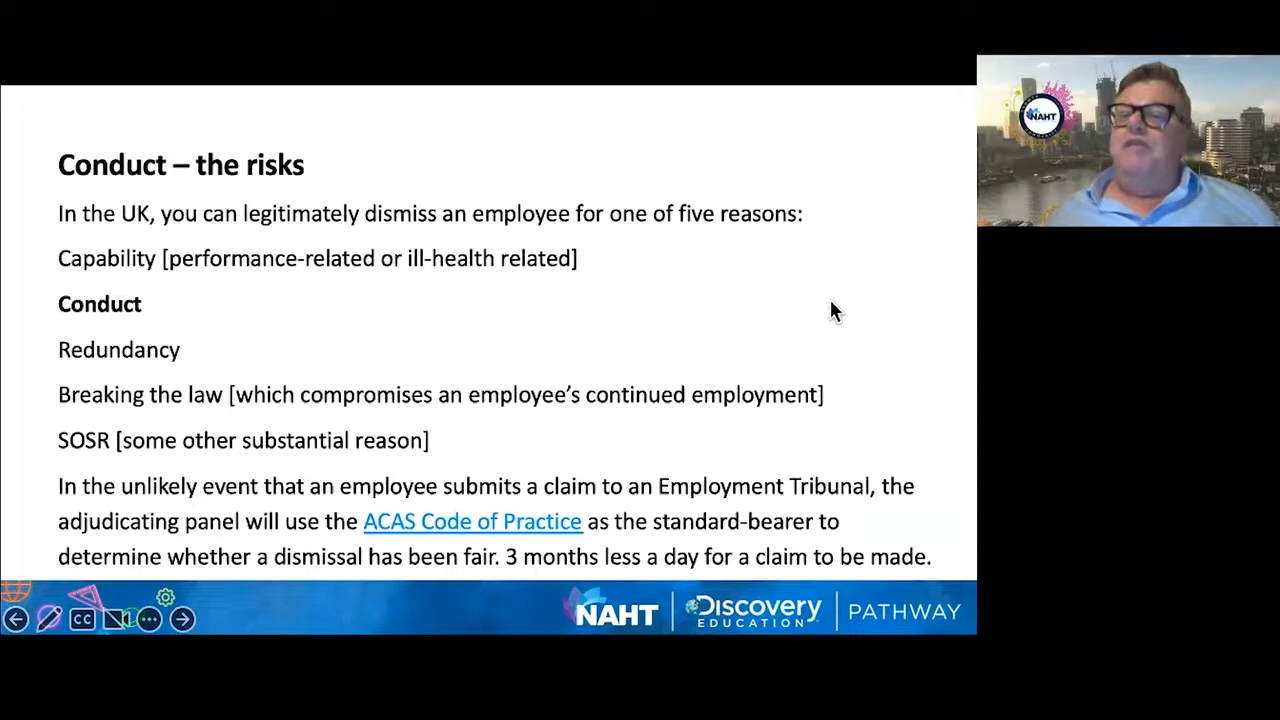 Conduct – the risks
In the UK, you can legitimately dismiss an employee for one of five reasons:
Capability [performance-related or ill-health related]
Conduct
Redundancy
Breaking the law [which compromises an employee’s continued employment]
SOSR [some other substantial reason]
In the unlikely event that an employee submits a claim to an Employment Tribunal, the
adjudicating panel will use the ACAS Code of Practice as the standard-bearer to
determine whether a dismissal has been fair. 3 months less a day for a claim to be made.
CC
NAHT
Discovery
EDUCATION
PATHWAY
NAHT